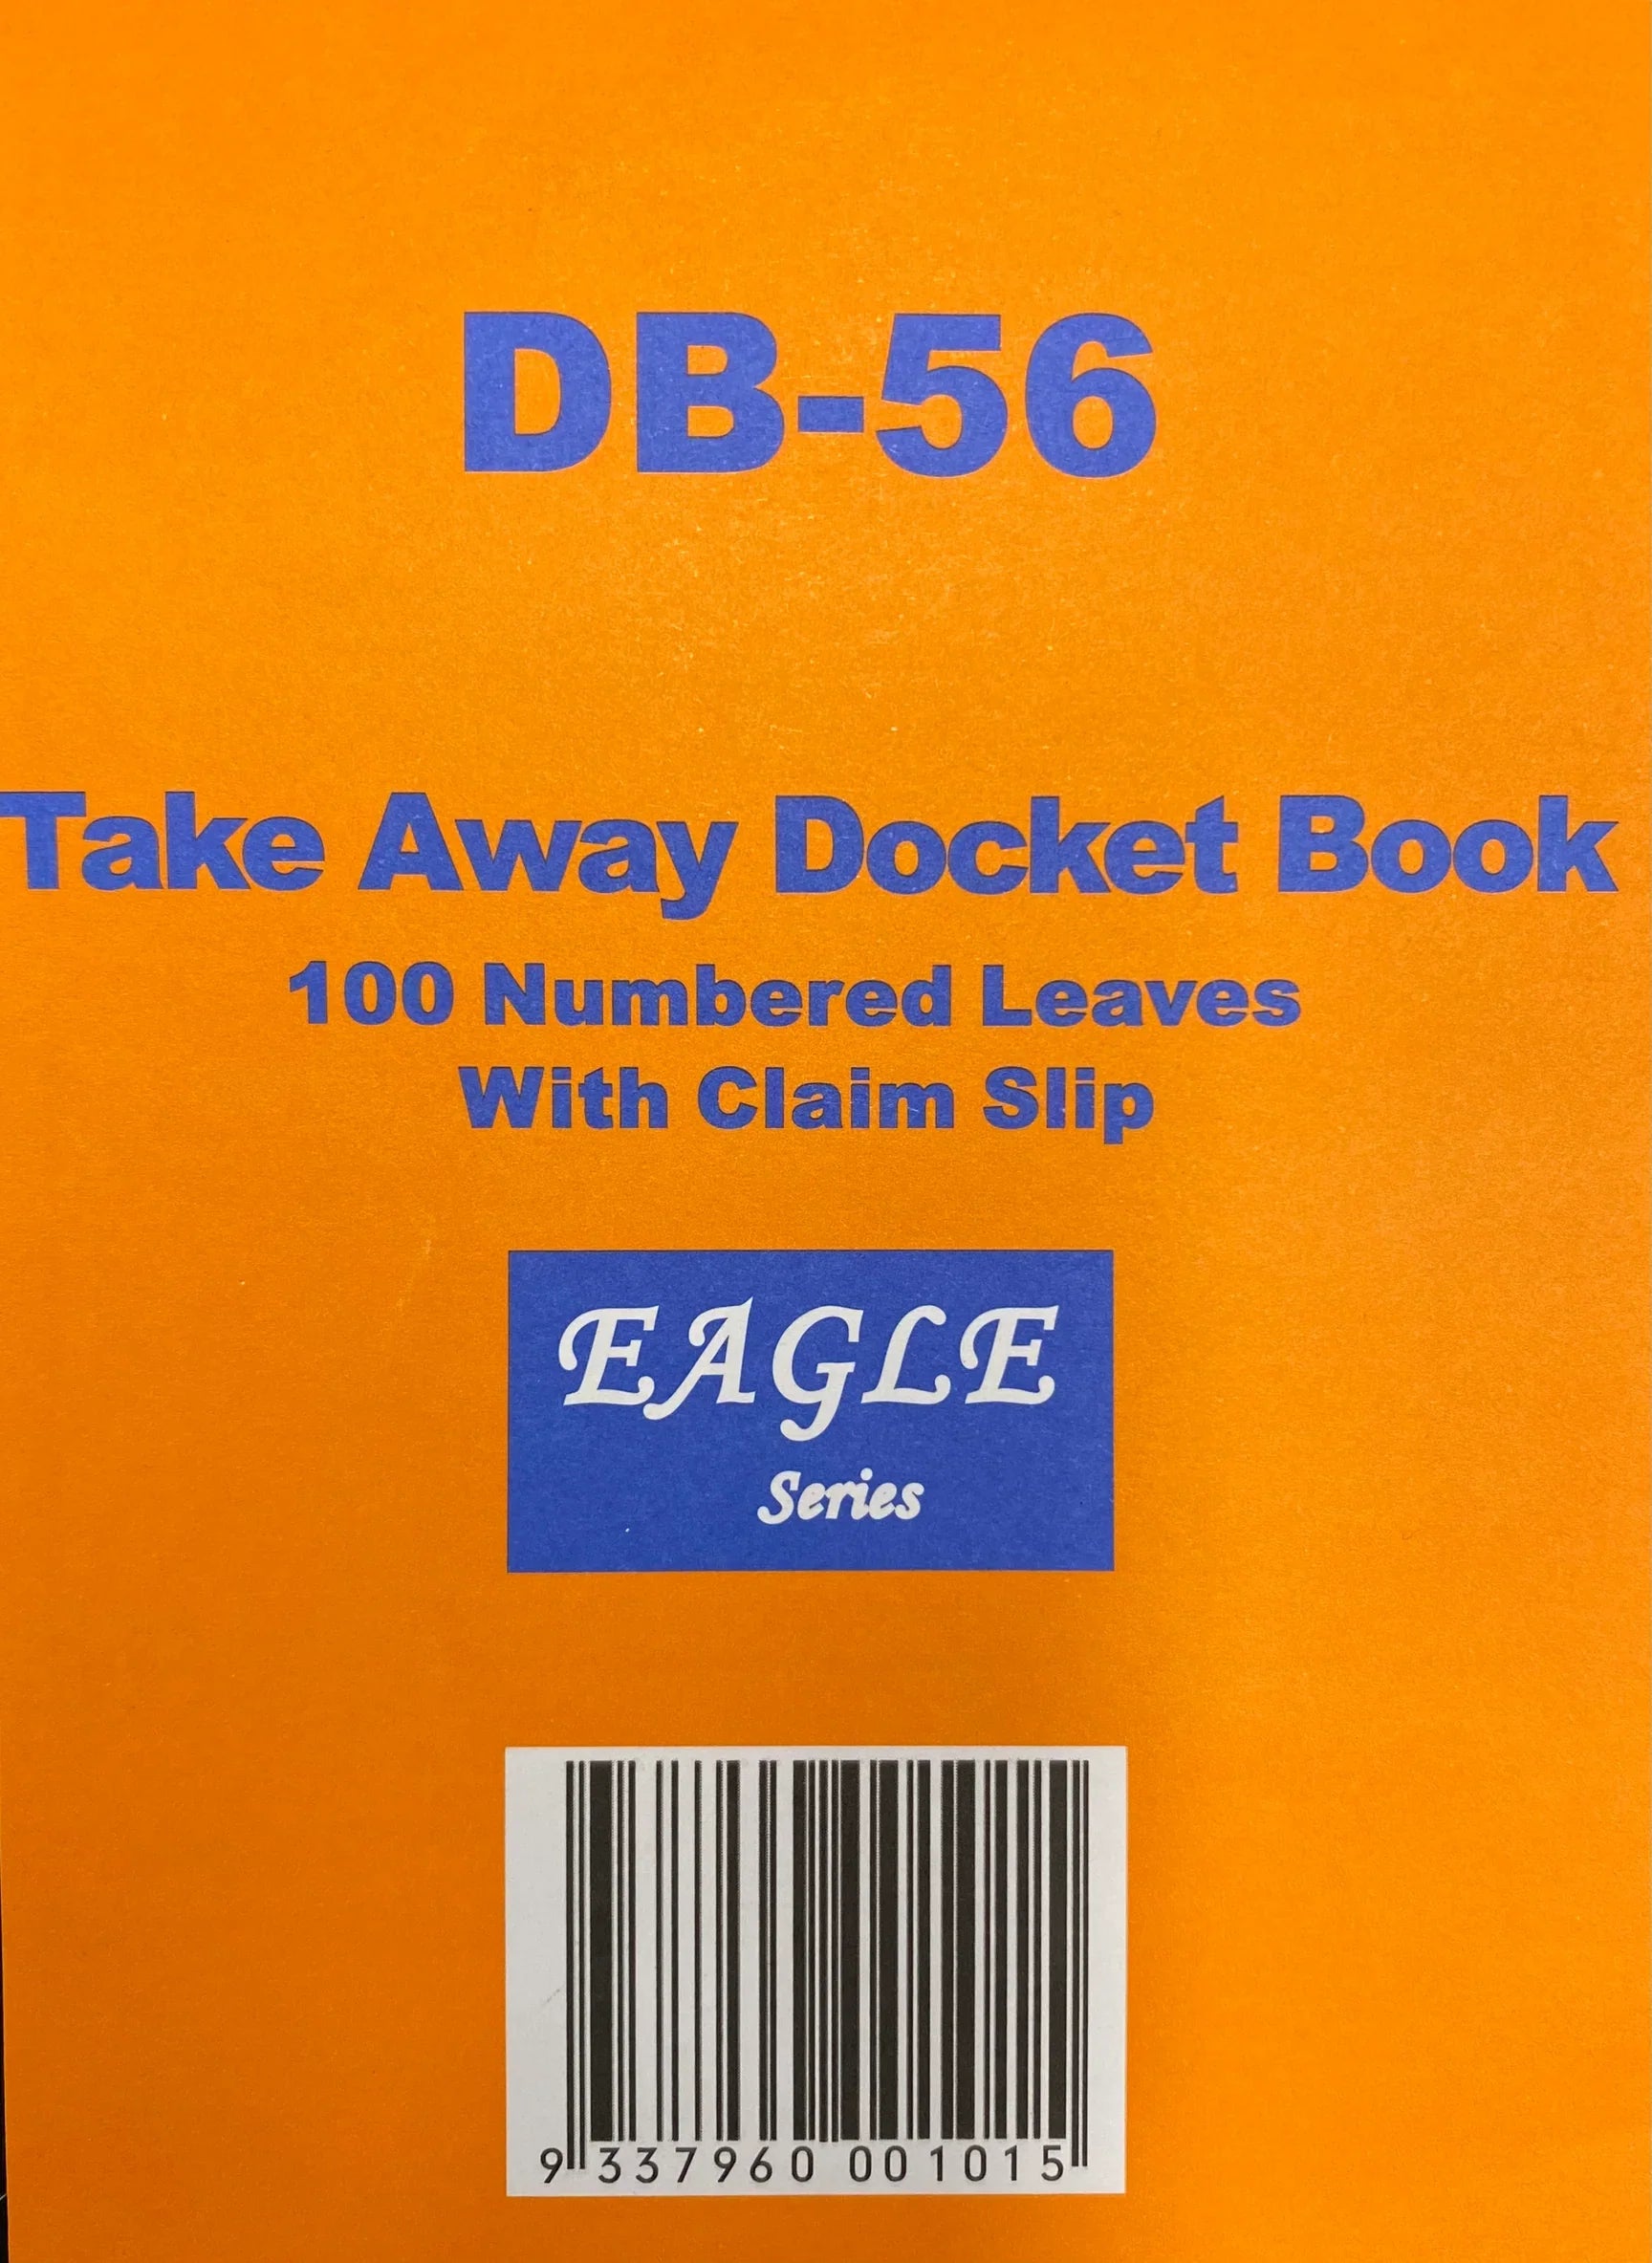 DB-56
Take Away Docket Book
100 Numbered Leaves
With Claim Slip
EAGLE
Series
9 337960 001015